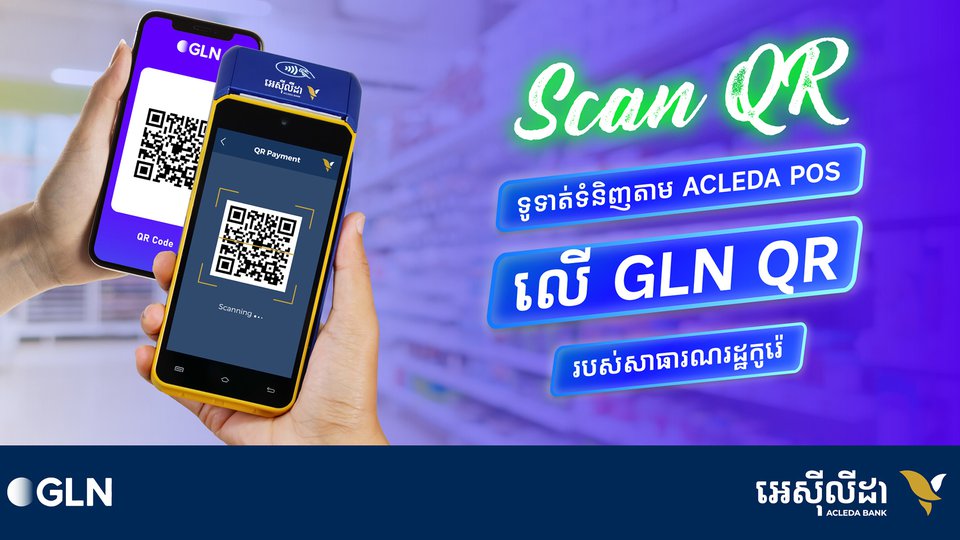 GLN
QR Code
អេស៊ីលីដា
ACLEDA BANK
QR Payment
Scanning...
Scan QR
ទូទាត់ទំនិញតាម ACLEDA POS
លើ GLN QR
របស់សាធារណរដ្ឋកូរ៉េ
GLN
អេស៊ីលីដា
ACLEDA BANK